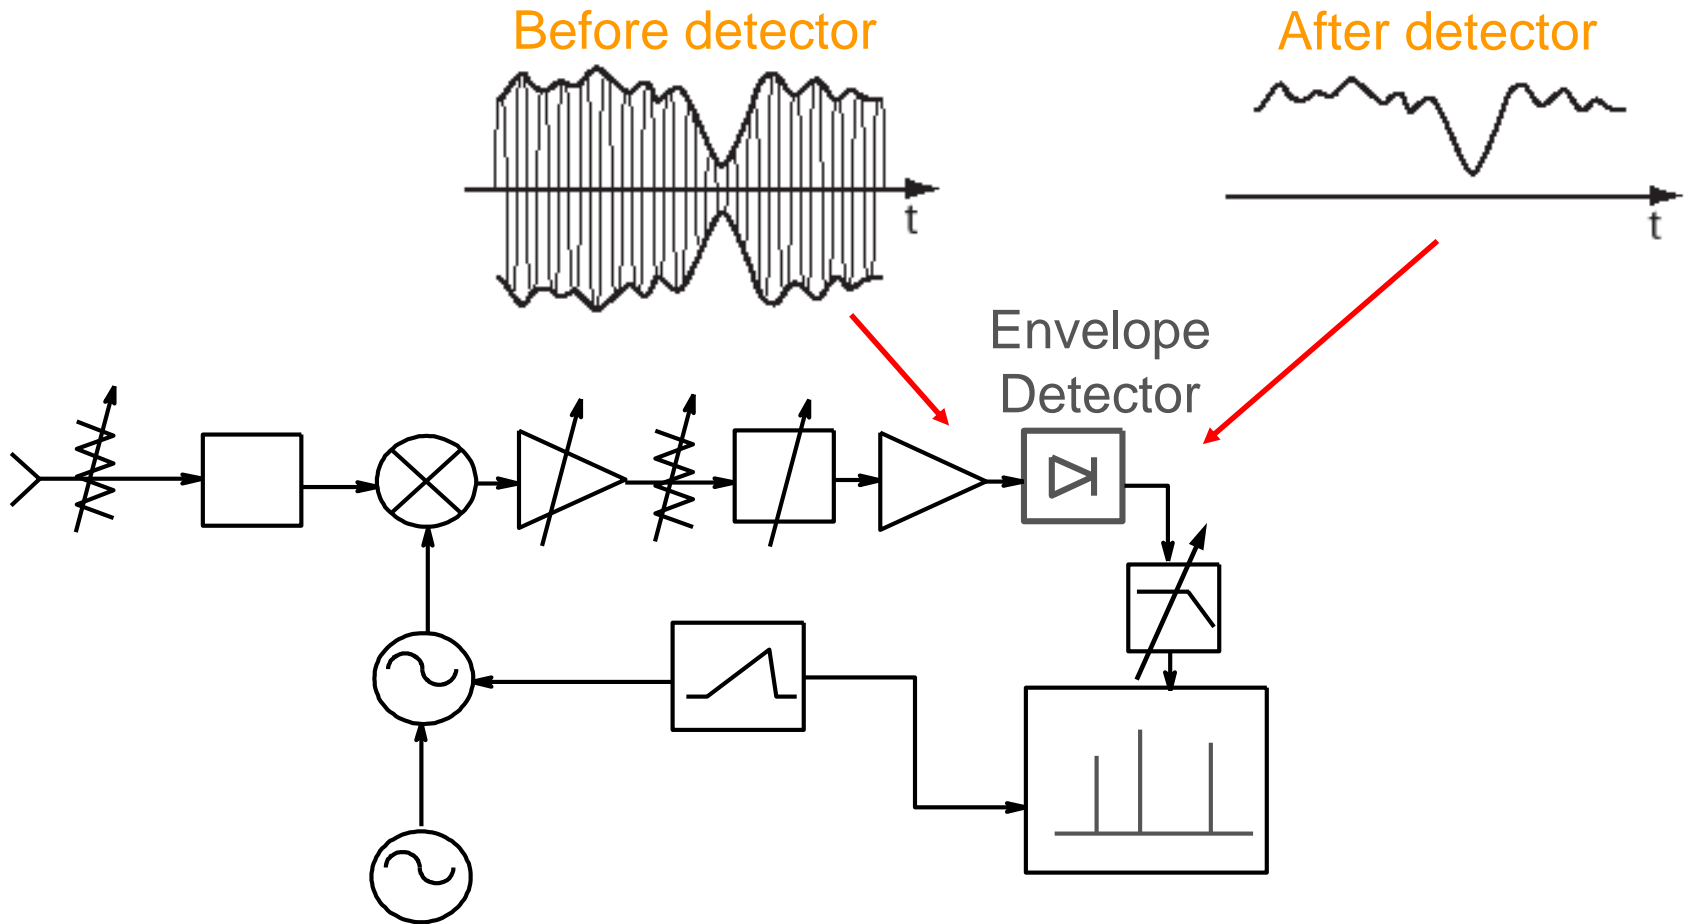 Before detector
After detector
t
t
Envelope
Detector